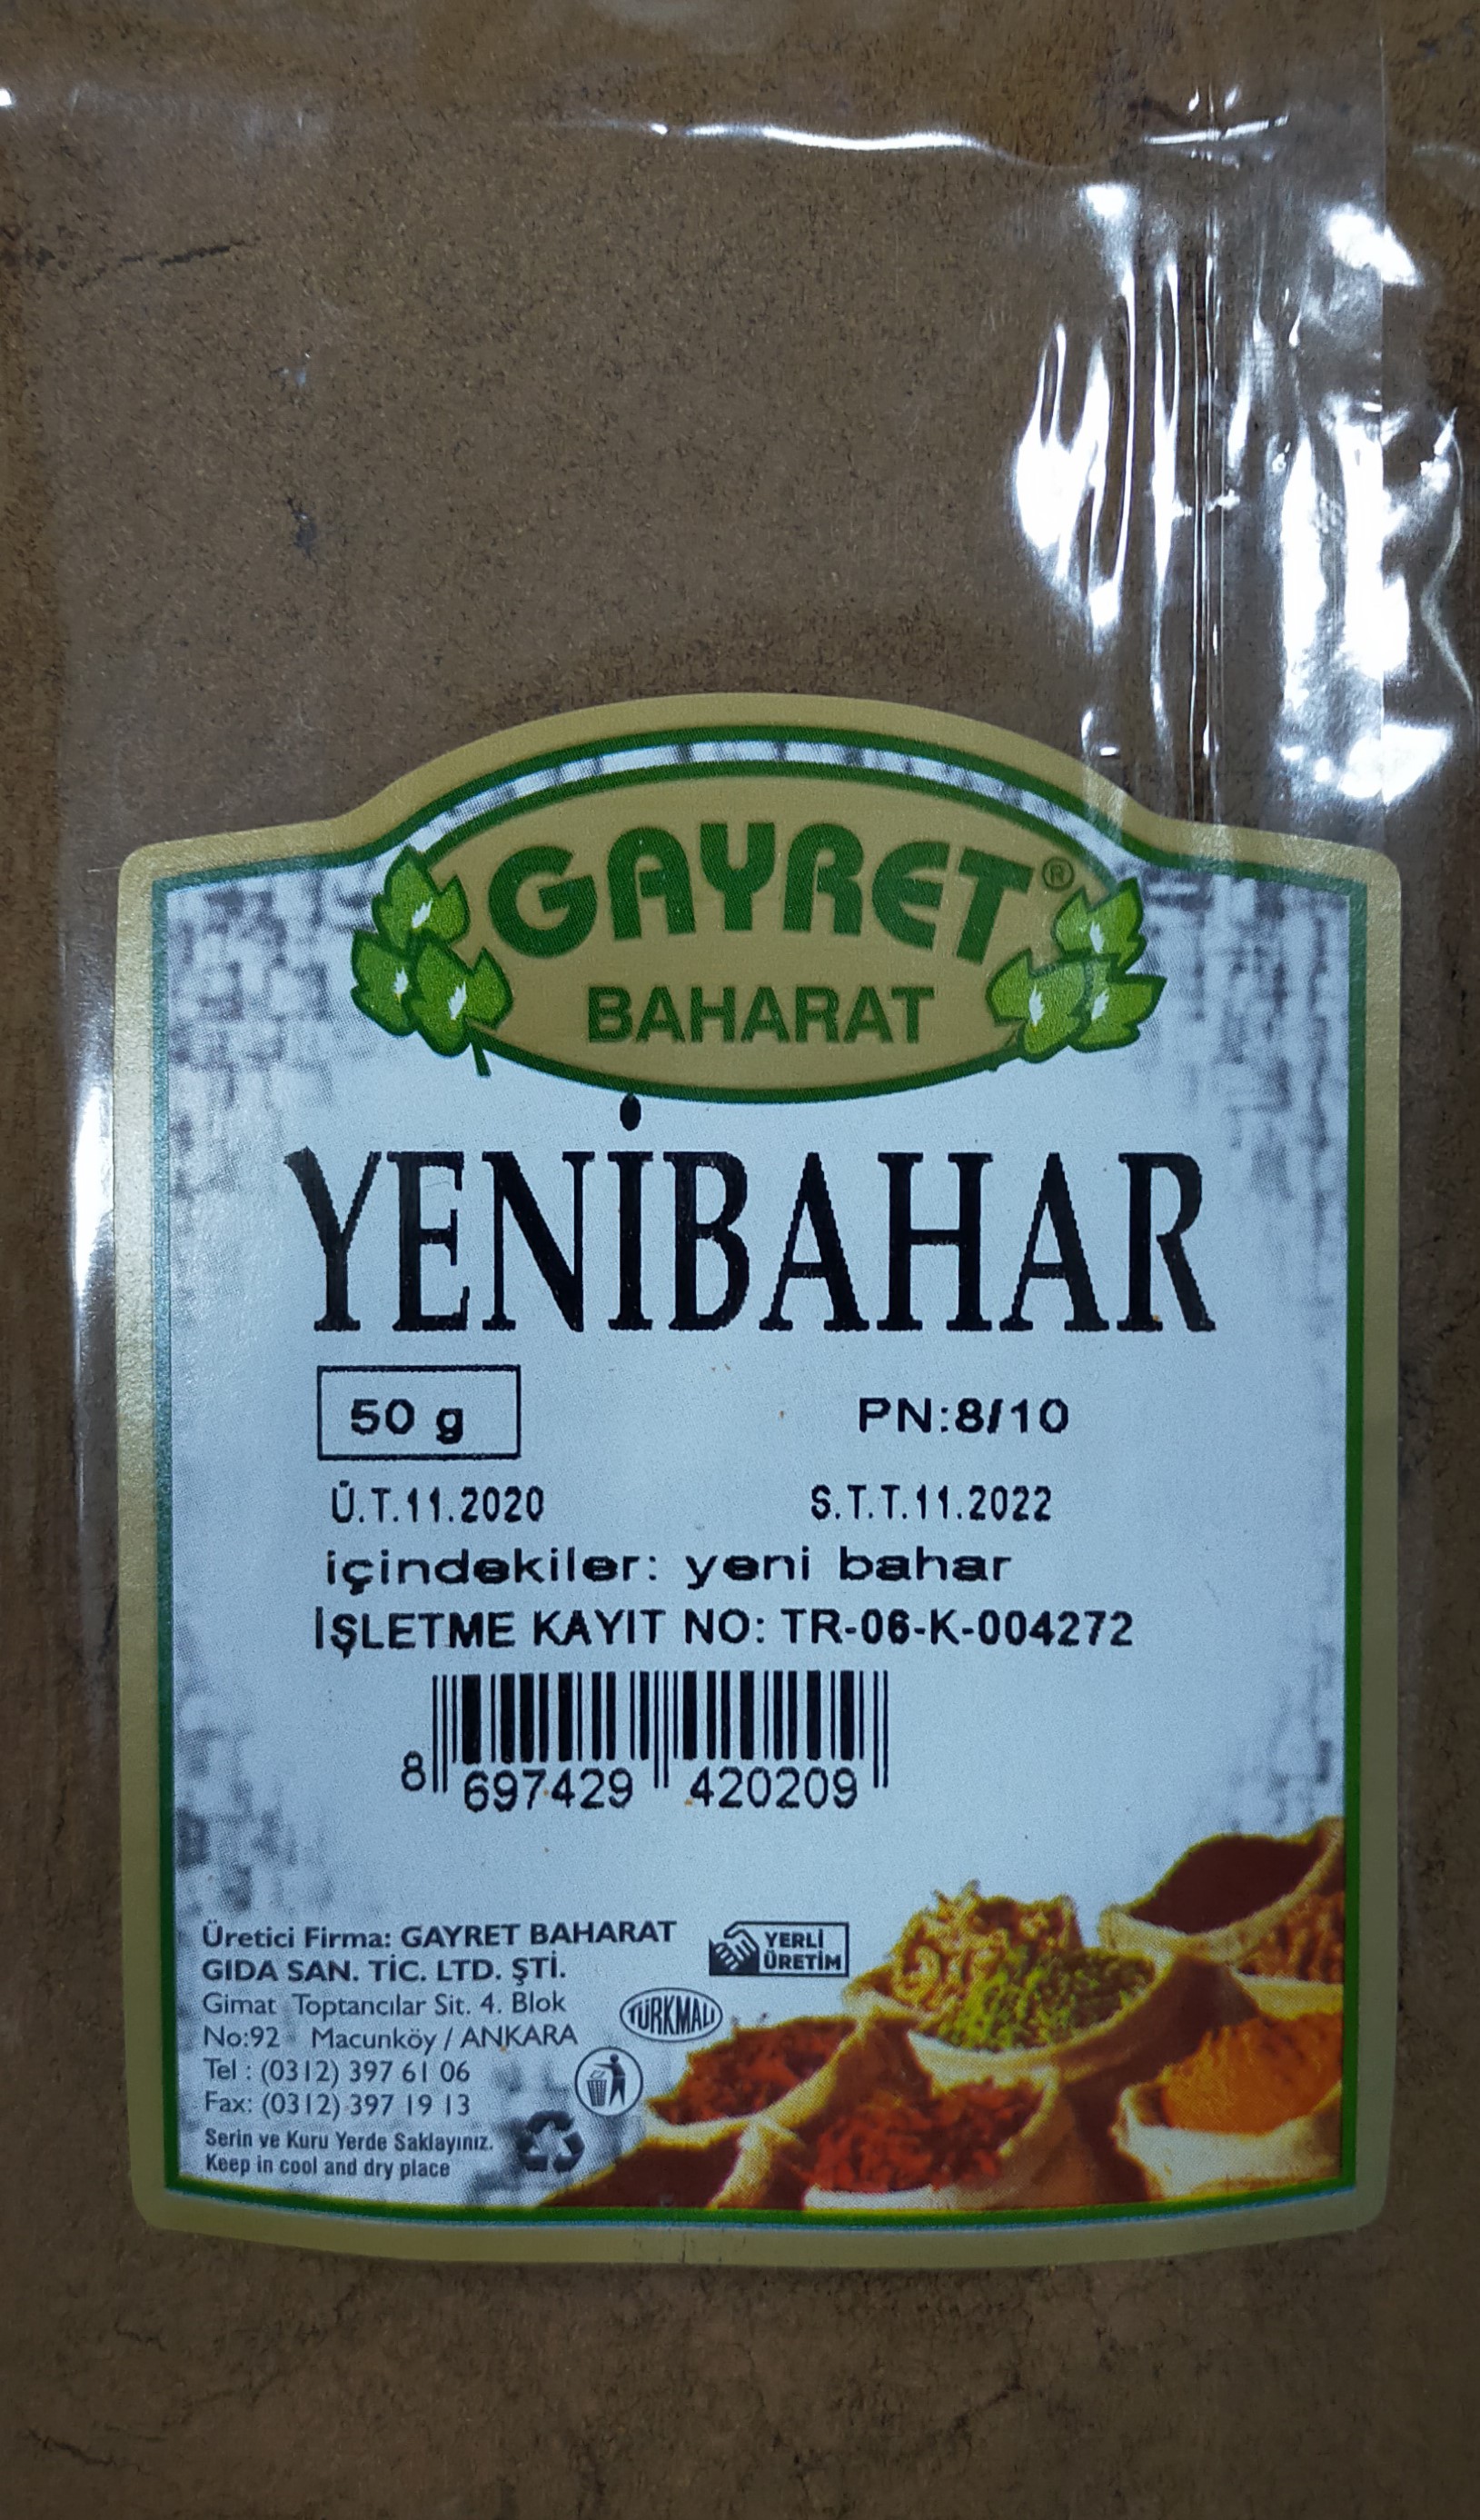 GAYRET®
BAHARAT
YENİBAHAR
50 g
PN:8/10
Ü.T.11.2020
S.T.T.11.2022
içindekiler: yeni bahar
İŞLETME KAYIT NO: TR-06-K-004272
8 697429 420209
Üretici Firma: GAYRET BAHARAT
GIDA SAN. TİC. LTD. ŞTİ.
Gimat Toptancılar Sit. 4. Blok
No:92 Macunköy / ANKARA
Tel : (0312) 397 61 06
Fax: (0312) 397 19 13
Serin ve Kuru Yerde Saklayınız.
Keep in cool and dry place
YERLİ
ÜRETİM
TÜRKMALI